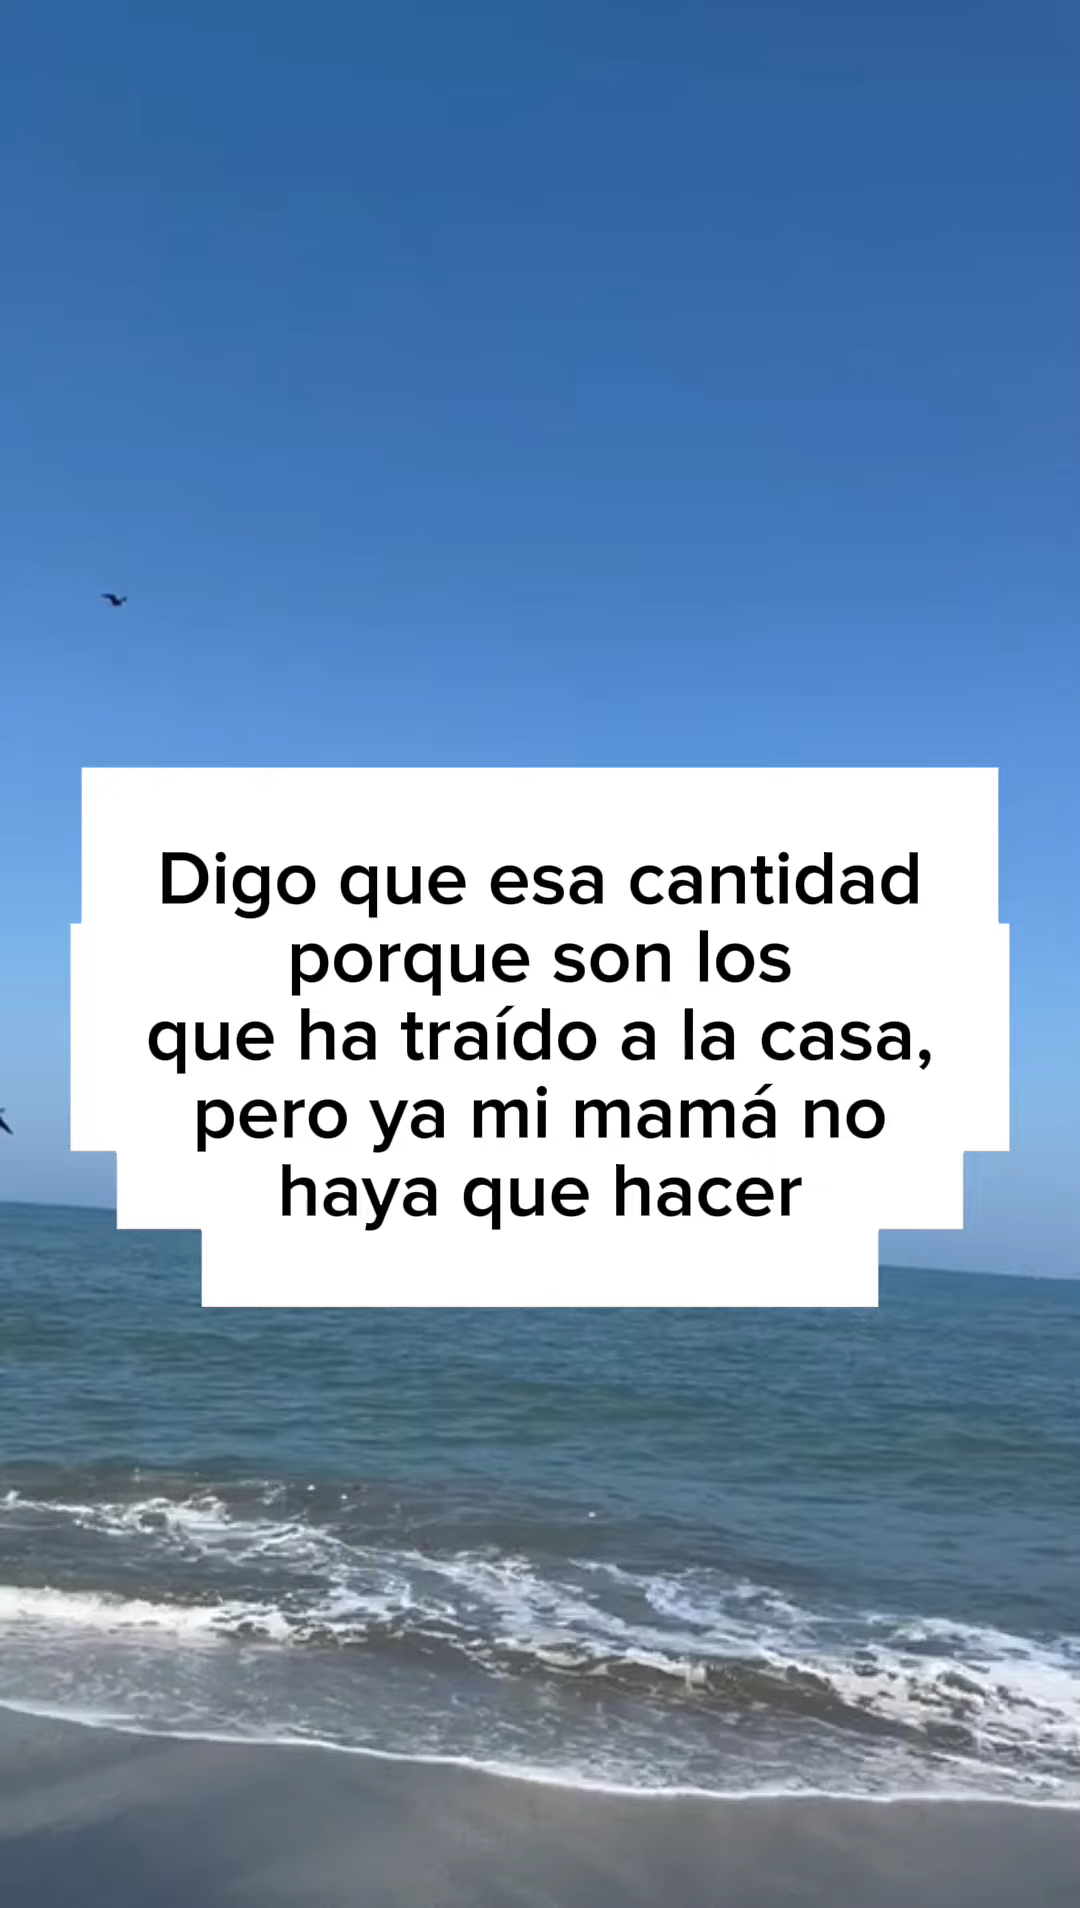 Digo que esa cantidad
porque son los
que ha traído a la casa,
pero ya mi mamá no
haya que hacer